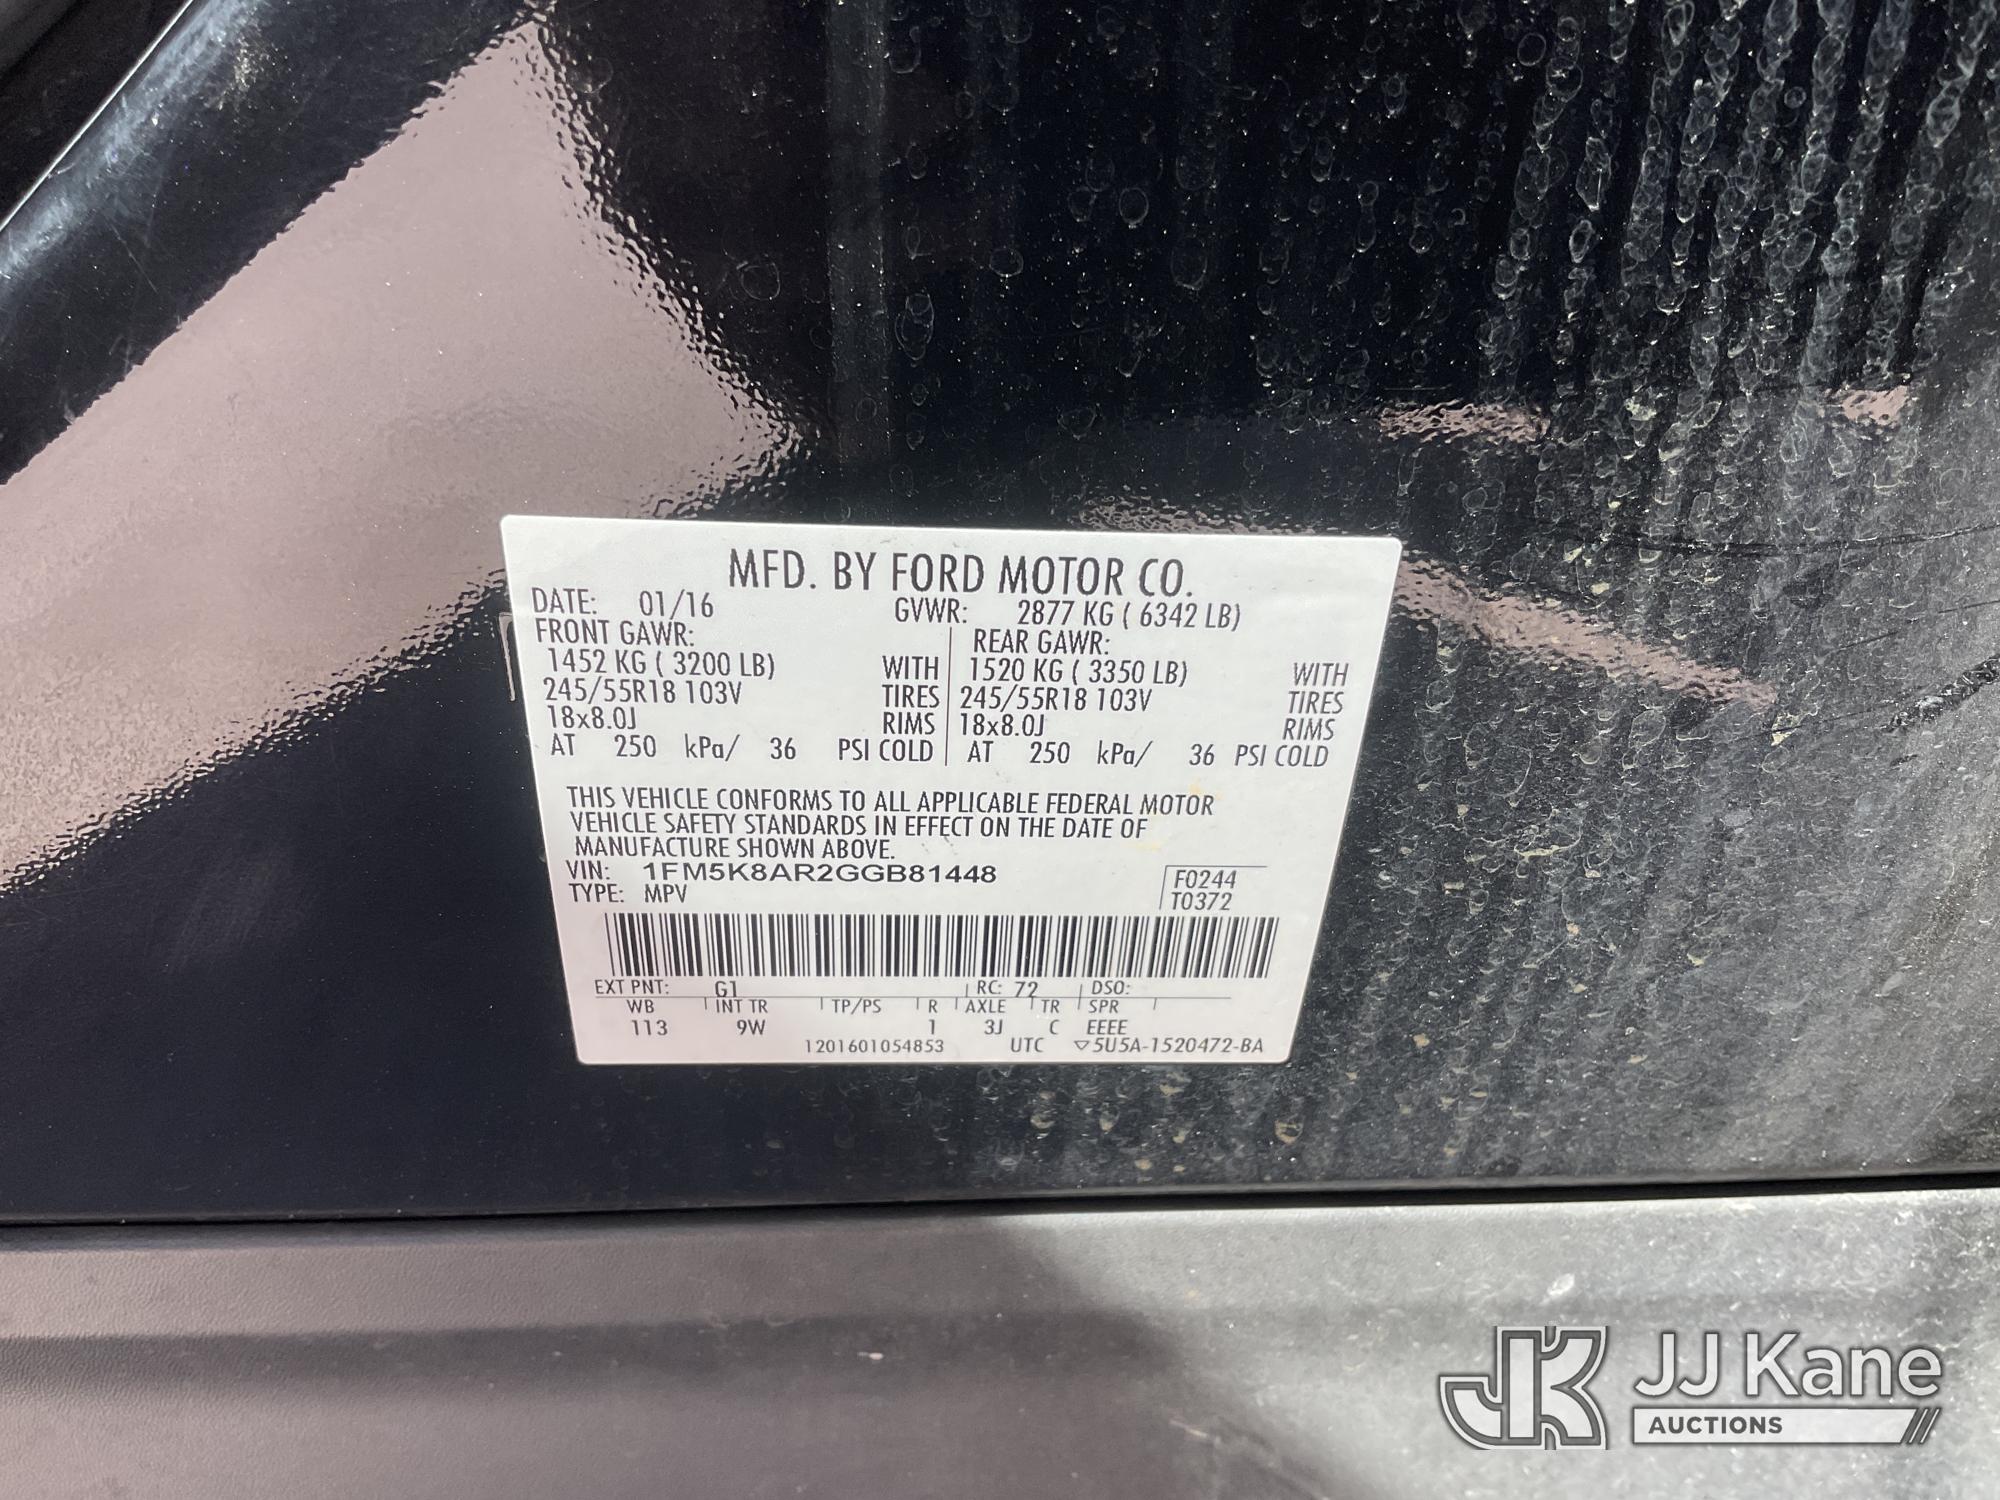 MFD. BY FORD MOTOR CO.
DATE: 01/16 GVWR: 2877 KG ( 6342 LB)
FRONT GAWR: REAR GAWR:
1452 KG ( 3200 LB) WITH 1520 KG ( 3350 LB) WITH
245/55R18 103V TIRES 245/55R18 103V TIRES
18x8.0J RIMS 18x8.0J RIMS
AT 250 kPa/ 36 PSI COLD AT 250 kPa/ 36 PSI COLD
THIS VEHICLE CONFORMS TO ALL APPLICABLE FEDERAL MOTOR
VEHICLE SAFETY STANDARDS IN EFFECT ON THE DATE OF
MANUFACTURE SHOWN ABOVE.
VIN: 1FM5K8AR2GGB81448 F0244
TYPE: MPV T0372
EXT PNT: G1 RC: 72 DSO:
WB INT TR TP/PS R AXLE TR SPR
113 9W 1 3J C EEEE
1201601054853 UTC ▽5U5A-1520472-BA
JK JJ Kane
AUCTIONS